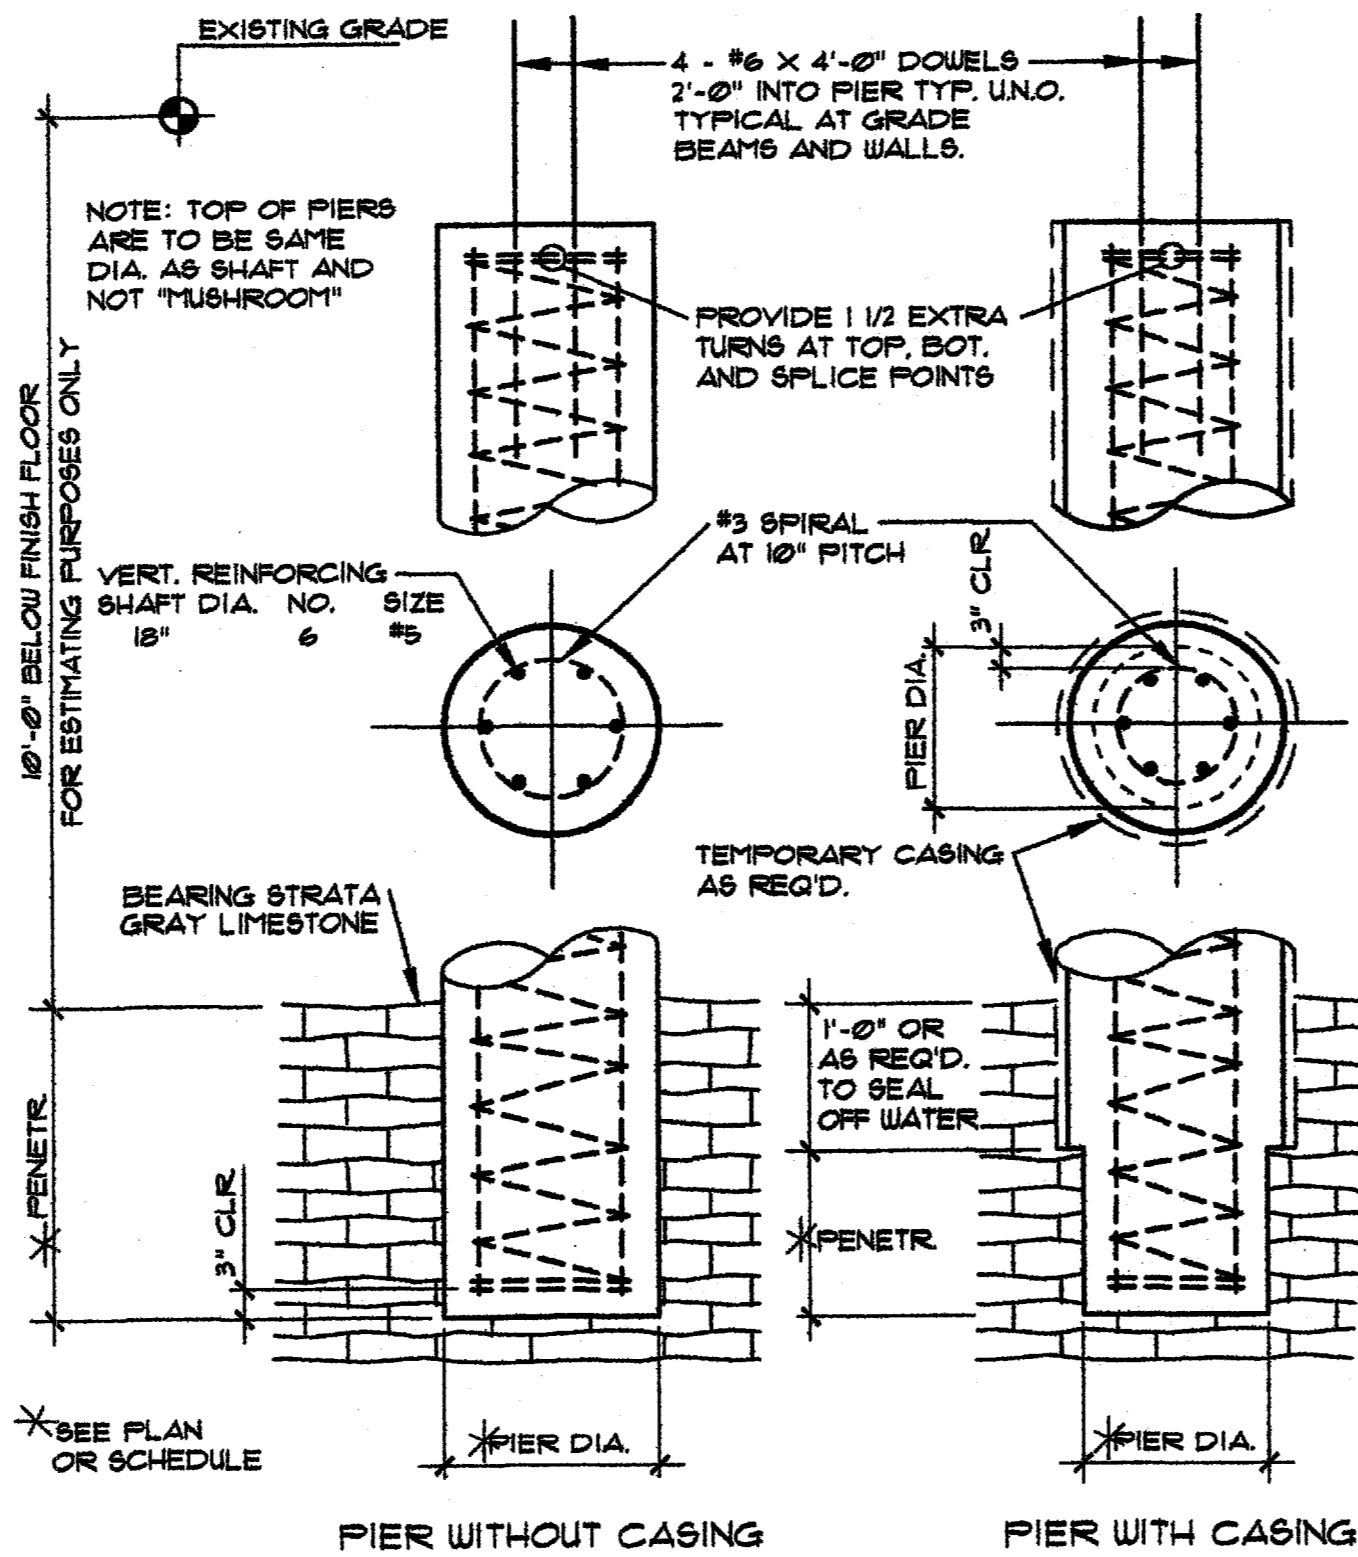 EXISTING GRADE
4 - #6 X 4'-0" DOWELS
2'-0" INTO PIER TYP. U.N.O.
TYPICAL AT GRADE
BEAMS AND WALLS.
NOTE: TOP OF PIERS
ARE TO BE SAME
DIA. AS SHAFT AND
NOT "MUSHROOM"
PROVIDE 1 1/2 EXTRA
TURNS AT TOP, BOT.
AND SPLICE POINTS
10'-0" BELOW FINISH FLOOR
FOR ESTIMATING PURPOSES ONLY
#3 SPIRAL
AT 10" PITCH
VERT. REINFORCING
SHAFT DIA. NO. SIZE
18" 6 #5
3" CLR
PIER DIA.
TEMPORARY CASING
AS REQ'D.
BEARING STRATA
GRAY LIMESTONE
1'-0" OR
AS REQ'D.
TO SEAL
OFF WATER
PENETR
3" CLR
PENETR
SEE PLAN
OR SCHEDULE
PIER DIA.
PIER DIA.
PIER WITHOUT CASING
PIER WITH CASING